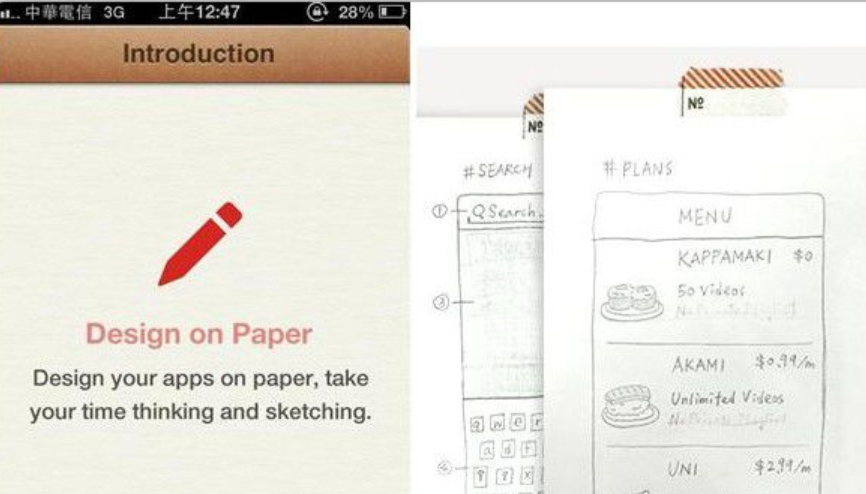 中華電信 3G 上午12:47 28%
Introduction
Design on Paper
Design your apps on paper, take
your time thinking and sketching.
№
#SEARCH
① Search
③
q w e r
a d f
④
№
#PLANS
MENU
KAPPAMAKI $0
50 Videos
No Private Playlist
AKAMI $0.99/m
Unlimited Videos
No Private Playlist
UNI $2.99/m